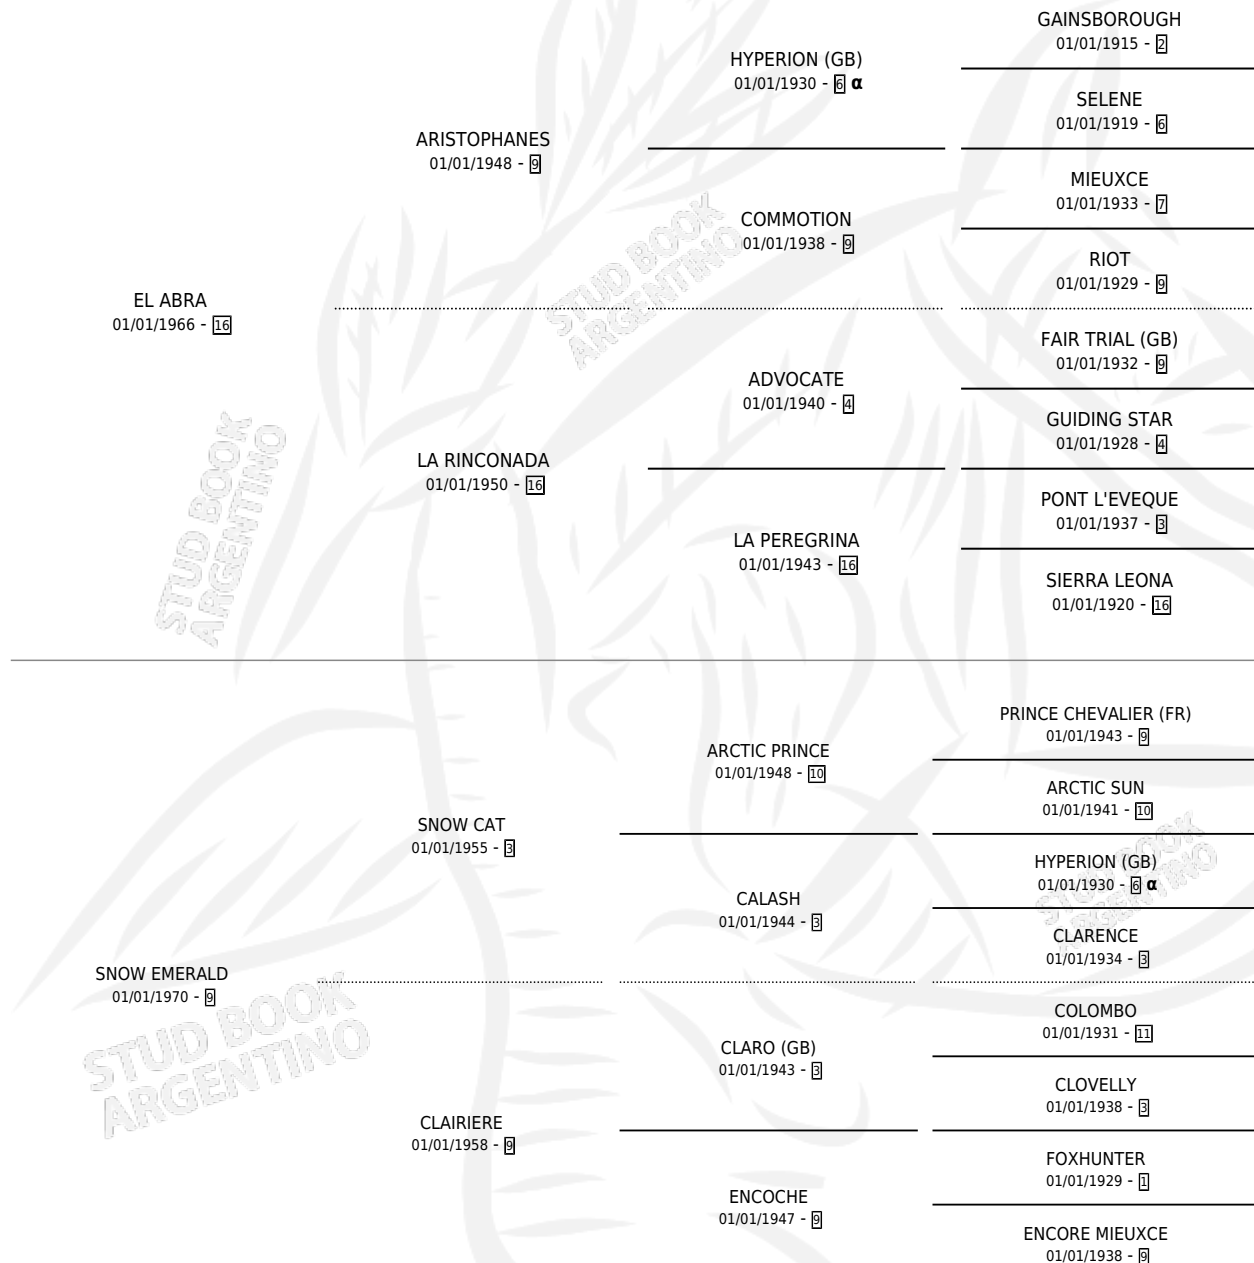 GAINSBOROUGH
01/01/1915 - 2
HYPERION (GB)
01/01/1930 - 6 α
SELENE
01/01/1919 - 6
ARISTOPHANES
01/01/1948 - 9
MIEUXCE
01/01/1933 - 7
COMMOTION
01/01/1938 - 9
RIOT
01/01/1929 - 9
EL ABRA
01/01/1966 - 16
FAIR TRIAL (GB)
01/01/1932 - 9
ADVOCATE
01/01/1940 - 4
GUIDING STAR
01/01/1928 - 4
LA RINCONADA
01/01/1950 - 16
PONT L'EVEQUE
01/01/1937 - 3
LA PEREGRINA
01/01/1943 - 16
SIERRA LEONA
01/01/1920 - 16
PRINCE CHEVALIER (FR)
01/01/1943 - 9
ARCTIC PRINCE
01/01/1948 - 10
ARCTIC SUN
01/01/1941 - 10
SNOW CAT
01/01/1955 - 3
HYPERION (GB)
01/01/1930 - 6 α
CALASH
01/01/1944 - 3
CLARENCE
01/01/1934 - 3
SNOW EMERALD
01/01/1970 - 9
COLOMBO
01/01/1931 - 11
CLARO (GB)
01/01/1943 - 3
CLOVELLY
01/01/1938 - 3
CLAIRIERE
01/01/1958 - 9
FOXHUNTER
01/01/1929 - 1
ENCOCHE
01/01/1947 - 9
ENCORE MIEUXCE
01/01/1938 - 9
STUD BOOK
ARGENTINO
STUD BOOK
ARGENTINO
STUD BOOK
ARGENTINO
STUD BOOK
ARGENTINO